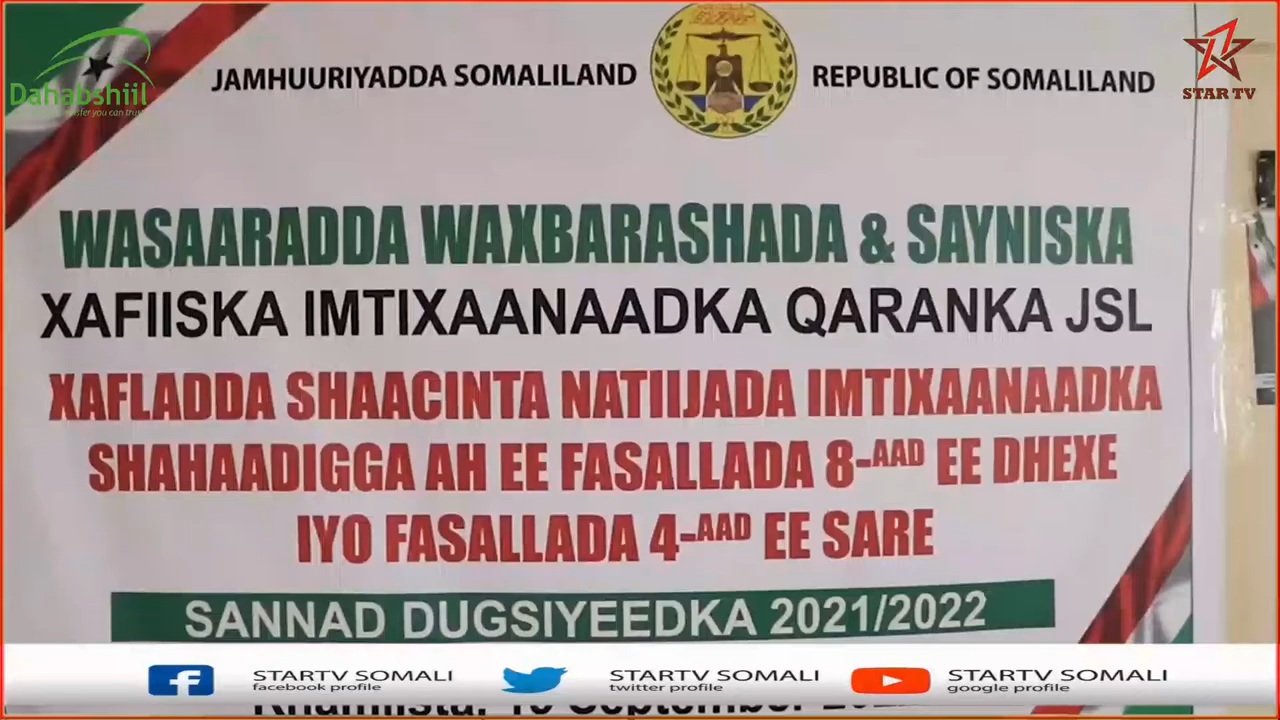 JAMHUURIYADDA SOMALILAND
REPUBLIC OF SOMALILAND
Dahabshiil
STAR TV
WASAARADDA WAXBARASHADA & SAYNISKA
XAFIISKA IMTIXAANAADKA QARANKA JSL
XAFLADDA SHAACINTA NATIIJADA IMTIXAANAADKA
SHAHAADIGGA AH EE FASALLADA 8-AAD EE DHEXE
IYO FASALLADA 4-AAD EE SARE
SANNAD DUGSIYEEDKA 2021/2022
STARTV SOMALI
facebook profile
STARTV SOMALI
twitter profile
STARTV SOMALI
google profile